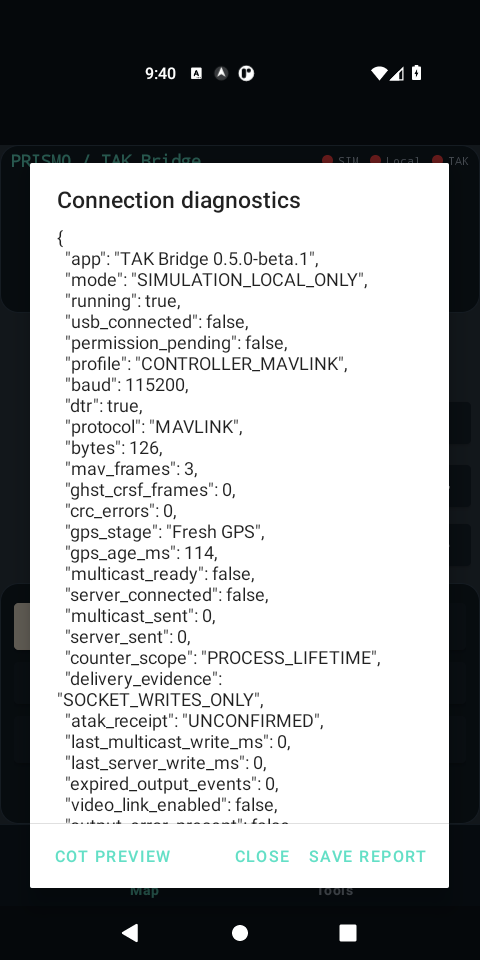 9:40
PRISMO / TAK Bridge
SIM Local TAK
Connection diagnostics
{
"app": "TAK Bridge 0.5.0-beta.1",
"mode": "SIMULATION_LOCAL_ONLY",
"running": true,
"usb_connected": false,
"permission_pending": false,
"profile": "CONTROLLER_MAVLINK",
"baud": 115200,
"dtr": true,
"protocol": "MAVLINK",
"bytes": 126,
"mav_frames": 3,
"ghst_crsf_frames": 0,
"crc_errors": 0,
"gps_stage": "Fresh GPS",
"gps_age_ms": 114,
"multicast_ready": false,
"server_connected": false,
"multicast_sent": 0,
"server_sent": 0,
"counter_scope": "PROCESS_LIFETIME",
"delivery_evidence":
"SOCKET_WRITES_ONLY",
"atak_receipt": "UNCONFIRMED",
"last_multicast_write_ms": 0,
"last_server_write_ms": 0,
"expired_output_events": 0,
"video_link_enabled": false,
"output_error_present": false
COT PREVIEW CLOSE SAVE REPORT
Map Tools